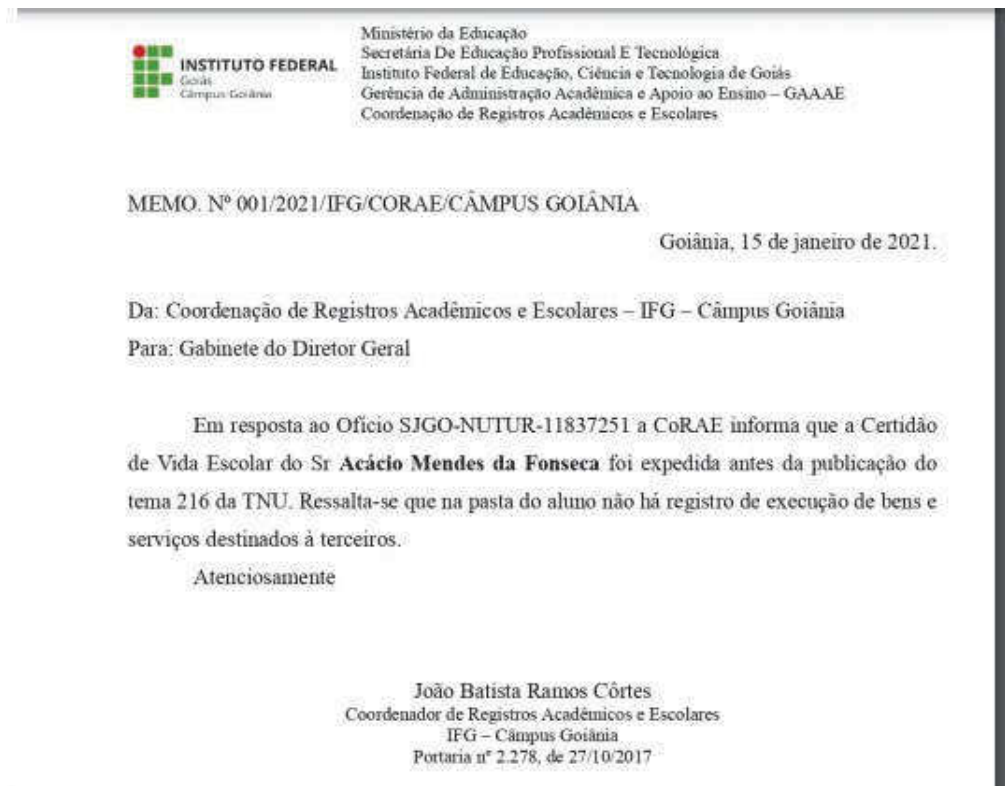 INSTITUTO FEDERAL
Goiás
Câmpus Goiânia
Ministério da Educação
Secretária De Educação Profissional E Tecnológica
Instituto Federal de Educação, Ciência e Tecnologia de Goiás
Gerência de Administração Acadêmica e Apoio ao Ensino – GAAAE
Coordenação de Registros Acadêmicos e Escolares
MEMO. Nº 001/2021/IFG/CORAE/CÂMPUS GOIÂNIA
Goiânia, 15 de janeiro de 2021.
Da: Coordenação de Registros Acadêmicos e Escolares – IFG – Câmpus Goiânia
Para: Gabinete do Diretor Geral
Em resposta ao Ofício SJGO-NUTUR-11837251 a CoRAE informa que a Certidão
de Vida Escolar do Sr Acácio Mendes da Fonseca foi expedida antes da publicação do
tema 216 da TNU. Ressalta-se que na pasta do aluno não há registro de execução de bens e
serviços destinados à terceiros.
Atenciosamente
João Batista Ramos Côrtes
Coordenador de Registros Acadêmicos e Escolares
IFG – Câmpus Goiânia
Portaria nº 2.278, de 27/10/2017